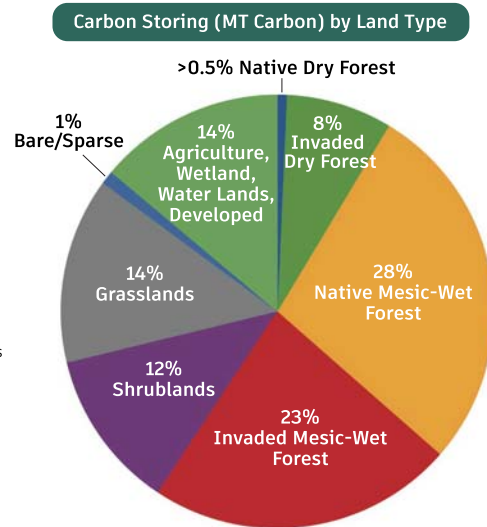 Carbon Storing (MT Carbon) by Land Type
>0.5% Native Dry Forest
8%
Invaded
Dry Forest
28%
Native Mesic-Wet
Forest
23%
Invaded Mesic-Wet
Forest
12%
Shrublands
14%
Grasslands
1%
Bare/Sparse
14%
Agriculture,
Wetland,
Water Lands,
Developed
s